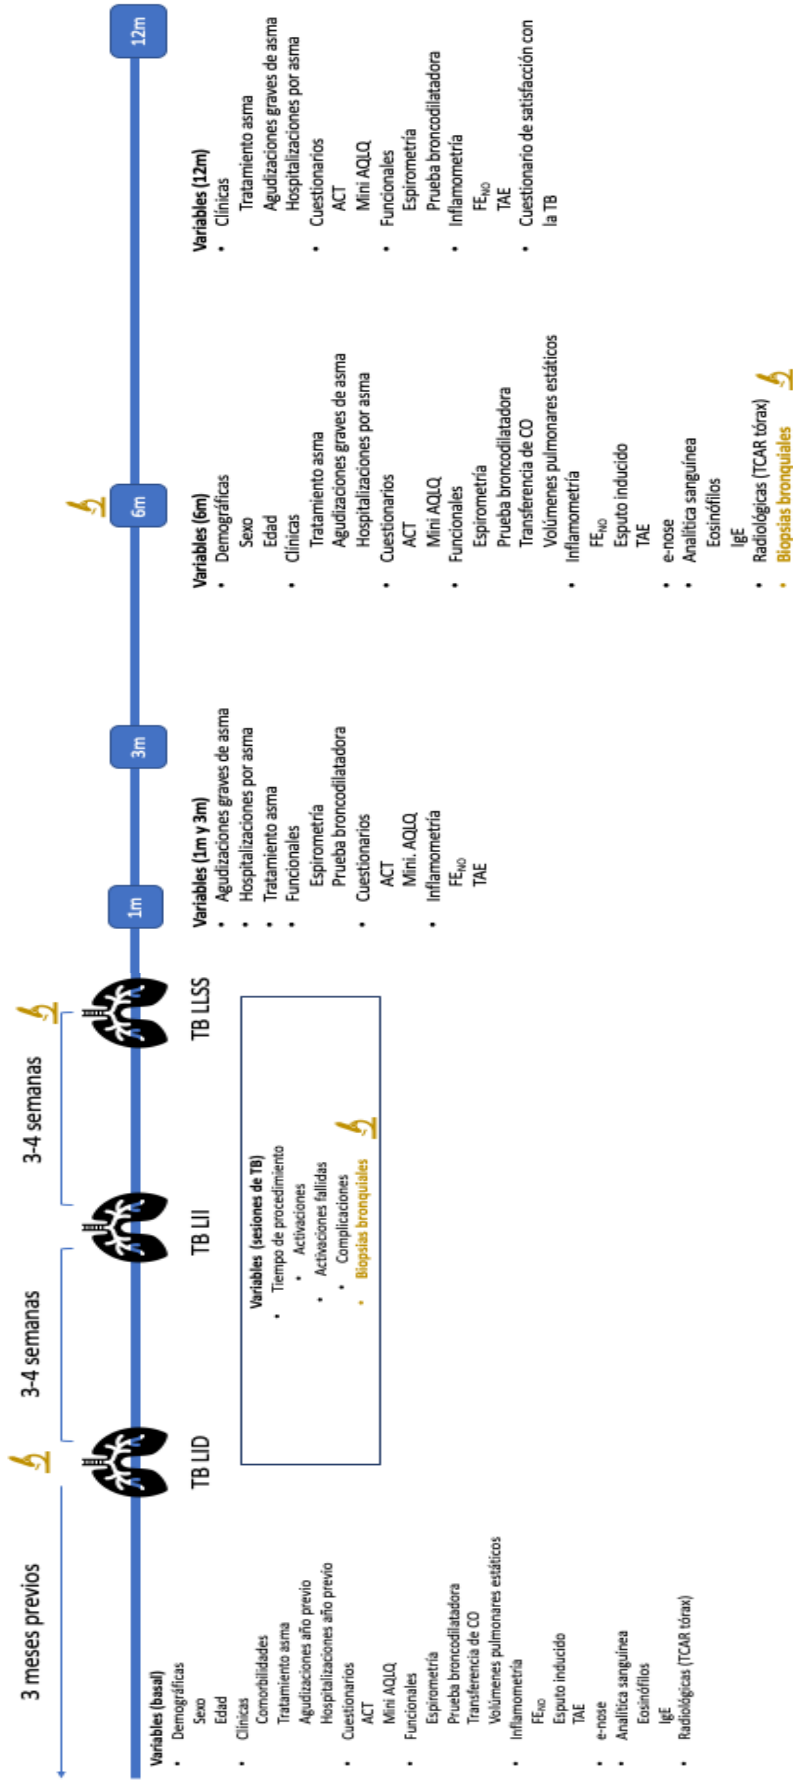 3 meses previos
3-4 semanas
3-4 semanas
TB LID
TB LII
TB LLSS
1m
3m
6m
12m
Variables (basal)
• Demográficas
Sexo
Edad
• Clínicas
Comorbilidades
Tratamiento asma
Agudizaciones año previo
Hospitalizaciones año previo
• Cuestionarios
ACT
Mini AQLQ
• Funcionales
Espirometría
Prueba broncodilatadora
Transferencia de CO
Volúmenes pulmonares estáticos
• Inflamometría
FENO
Esputo inducido
TAE
• e-nose
• Analítica sanguínea
Eosinófilos
IgE
• Radiológicas (TCAR tórax)
Variables (sesiones de TB)
• Tiempo de procedimiento
• Activaciones
• Activaciones fallidas
• Complicaciones
• Biopsias bronquiales
Variables (1m y 3m)
• Agudizaciones graves de asma
• Hospitalizaciones por asma
• Tratamiento asma
• Funcionales
Espirometría
Prueba broncodilatadora
• Cuestionarios
ACT
Mini. AQLQ
• Inflamometría
FENO
TAE
Variables (6m)
• Demográficas
Sexo
Edad
• Clínicas
Tratamiento asma
Agudizaciones graves de asma
Hospitalizaciones por asma
• Cuestionarios
ACT
Mini AQLQ
• Funcionales
Espirometría
Prueba broncodilatadora
Transferencia de CO
Volúmenes pulmonares estáticos
• Inflamometría
FENO
Esputo inducido
TAE
• e-nose
• Analítica sanguínea
Eosinófilos
IgE
• Radiológicas (TCAR tórax)
• Biopsias bronquiales
Variables (12m)
• Clínicas
Tratamiento asma
Agudizaciones graves de asma
Hospitalizaciones por asma
• Cuestionarios
ACT
Mini AQLQ
• Funcionales
Espirometría
Prueba broncodilatadora
• Inflamometría
FENO
TAE
• Cuestionario de satisfacción con
la TB